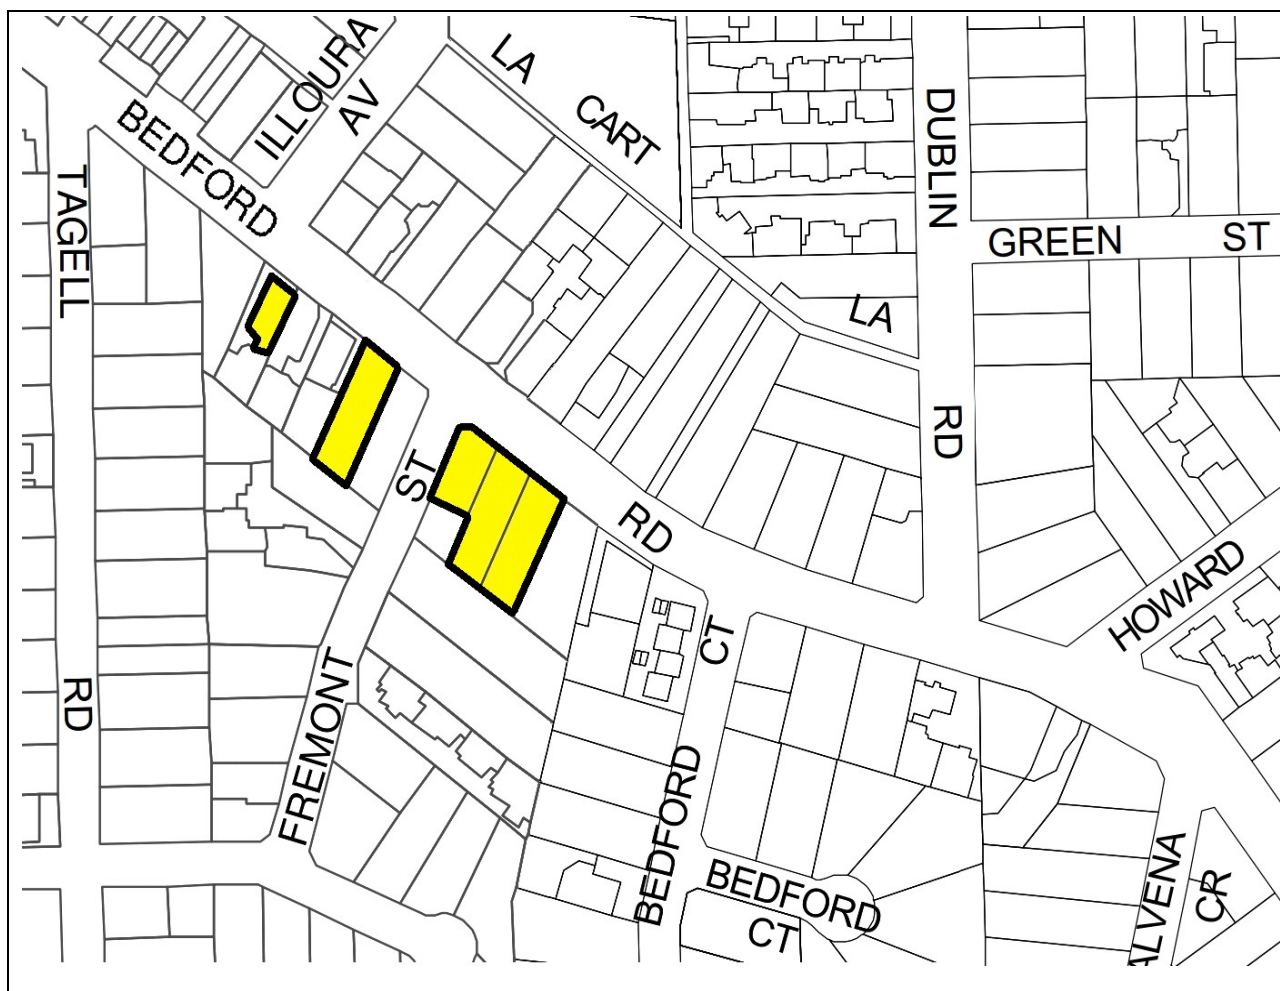 LA
CART
ILLOURA
AV
BEDFORD
DUBLIN
TAGELL
GREEN
ST
LA
RD
ST
RD
HOWARD
CT
RD
FREMONT
BEDFORD
BEDFORD
CT
ALVENA
CR